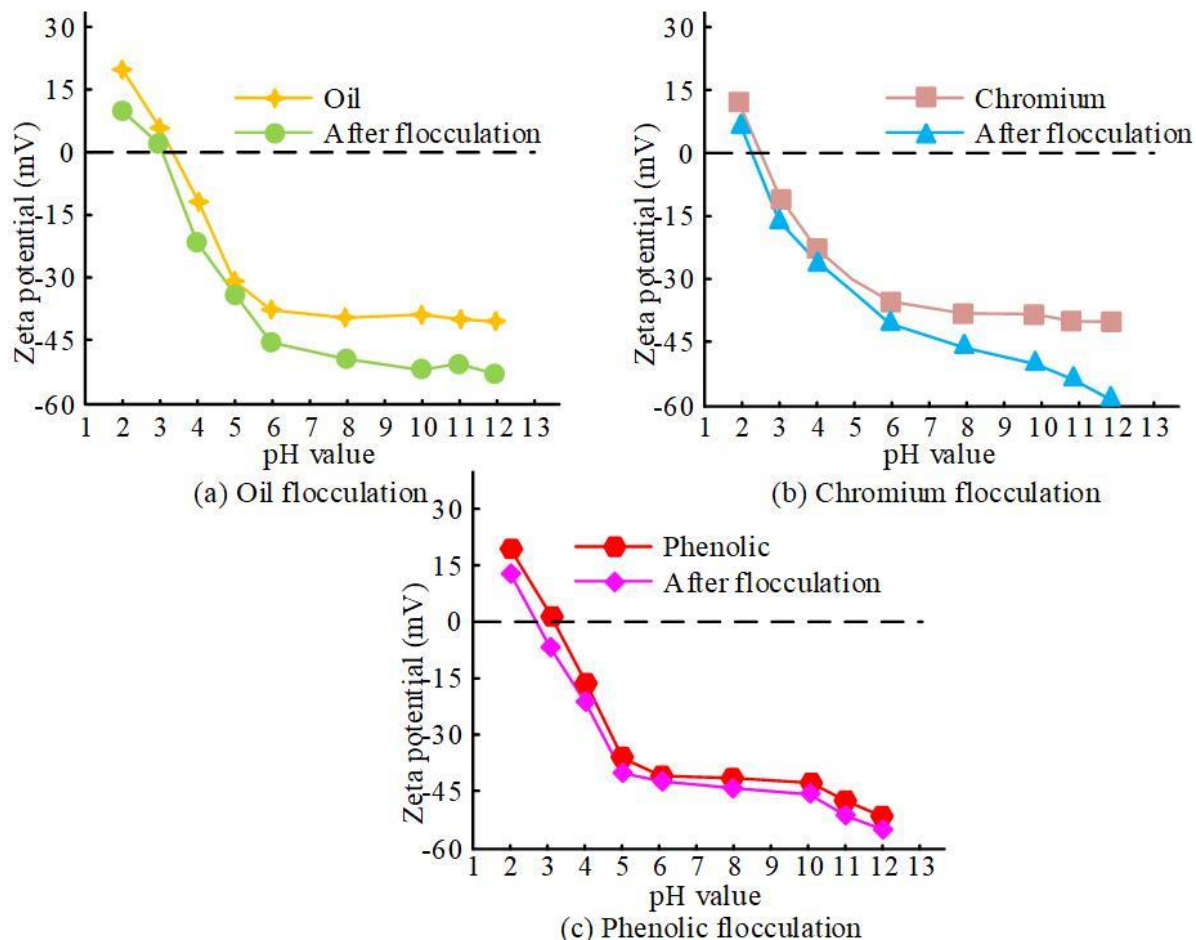 30
15
0
-15
-30
-45
-60
Zeta potential (mV)
Oil
After flocculation
1 2 3 4 5 6 7 8 9 10 11 12 13
pH value
(a) Oil flocculation
30
15
0
-15
-30
-45
-60
Zeta potential (mV)
Chromium
After flocculation
1 2 3 4 5 6 7 8 9 10 11 12 13
pH value
(b) Chromium flocculation
30
15
0
-15
-30
-45
-60
Zeta potential (mV)
Phenolic
After flocculation
1 2 3 4 5 6 7 8 9 10 11 12 13
pH value
(c) Phenolic flocculation